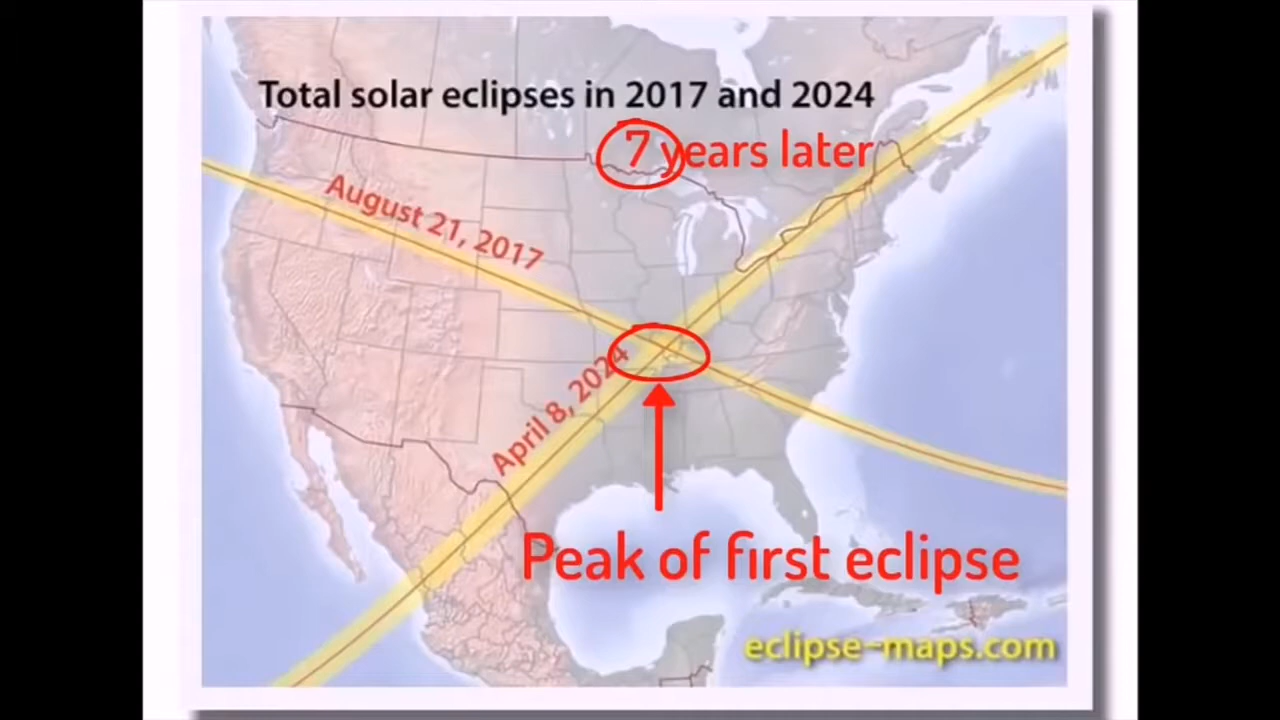 Total solar eclipses in 2017 and 2024
7 years later
August 21, 2017
April 8, 2024
Peak of first eclipse
eclipse-maps.com